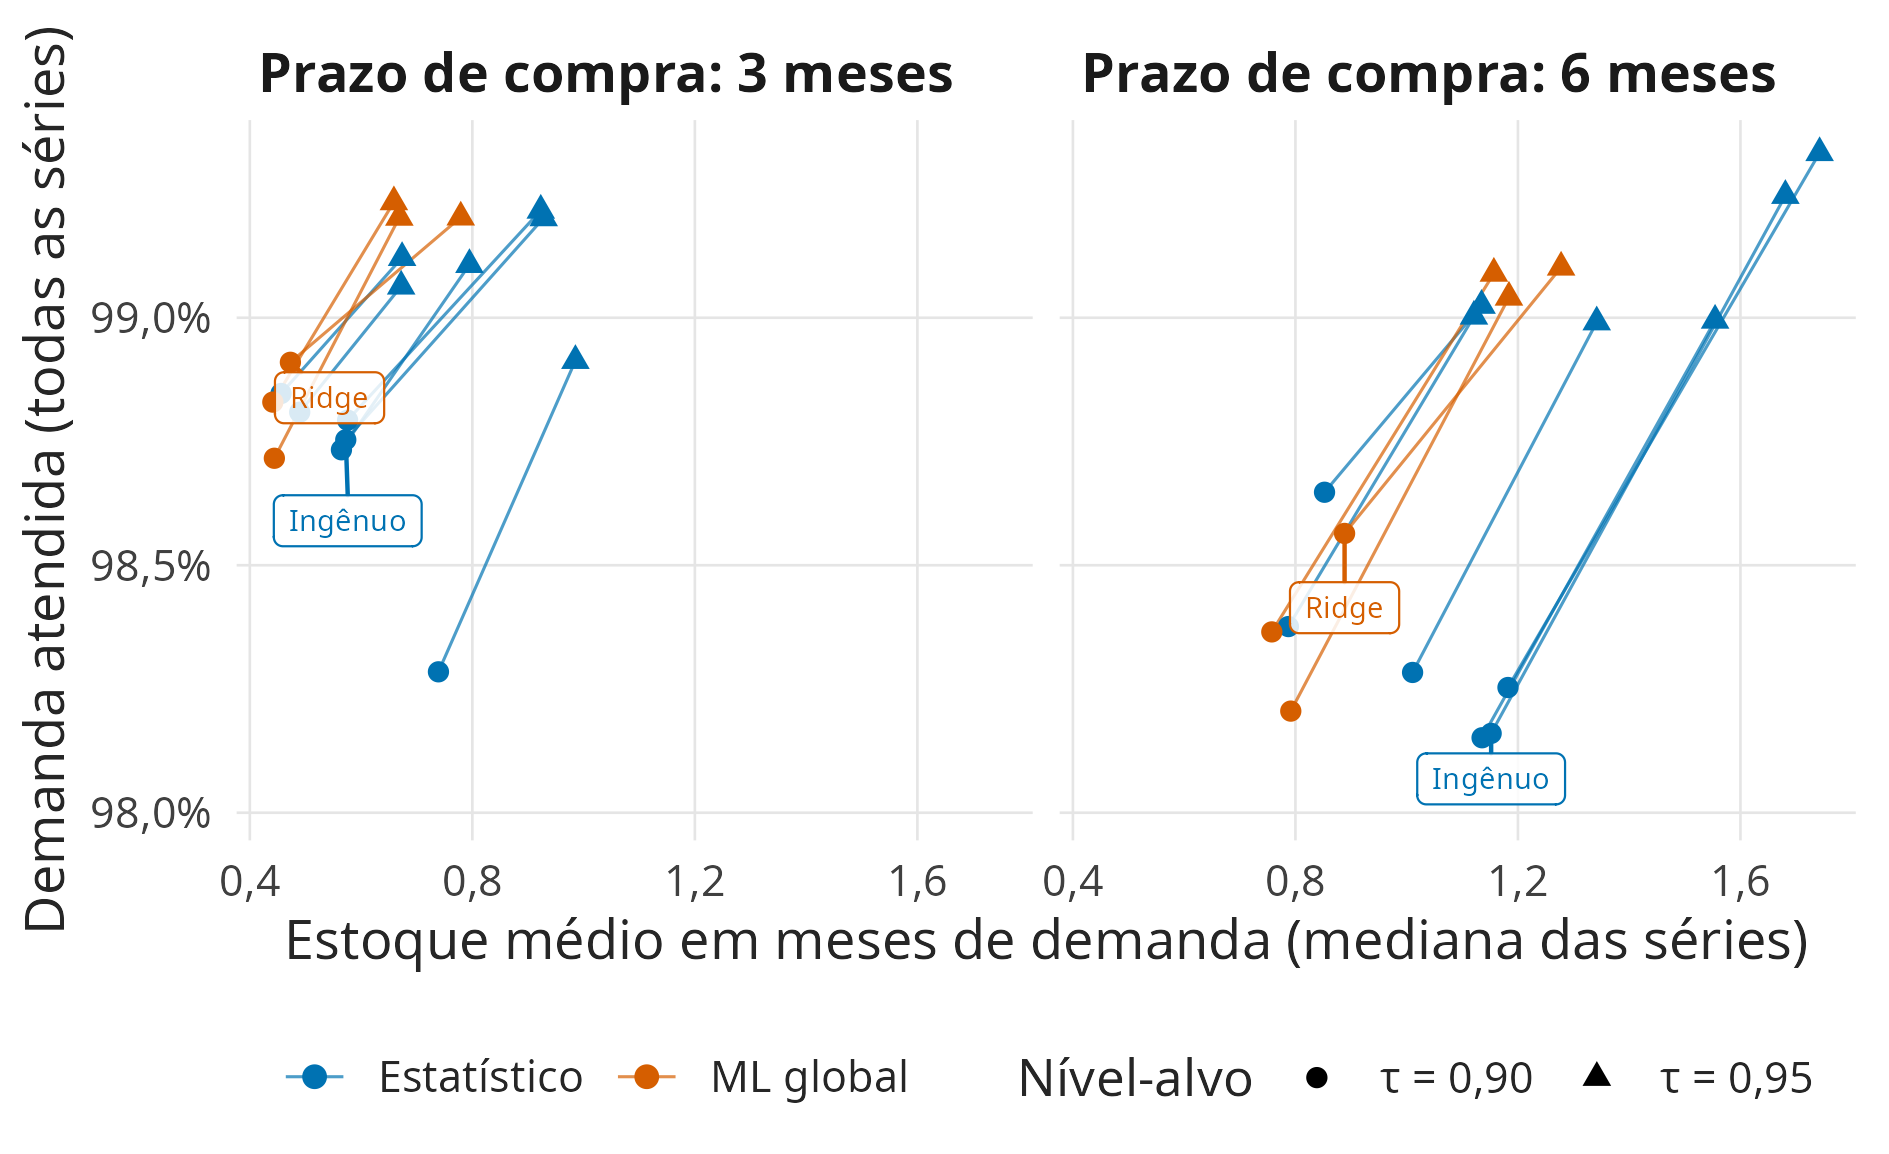 Prazo de compra: 3 meses
Prazo de compra: 6 meses
Demanda atendida (todas as séries)
99,0%
98,5%
98,0%
Ridge
Ingênuo
Ridge
Ingênuo
0,4 0,8 1,2 1,6
0,4 0,8 1,2 1,6
Estoque médio em meses de demanda (mediana das séries)
Estatístico ML global Nível-alvo τ = 0,90 τ = 0,95